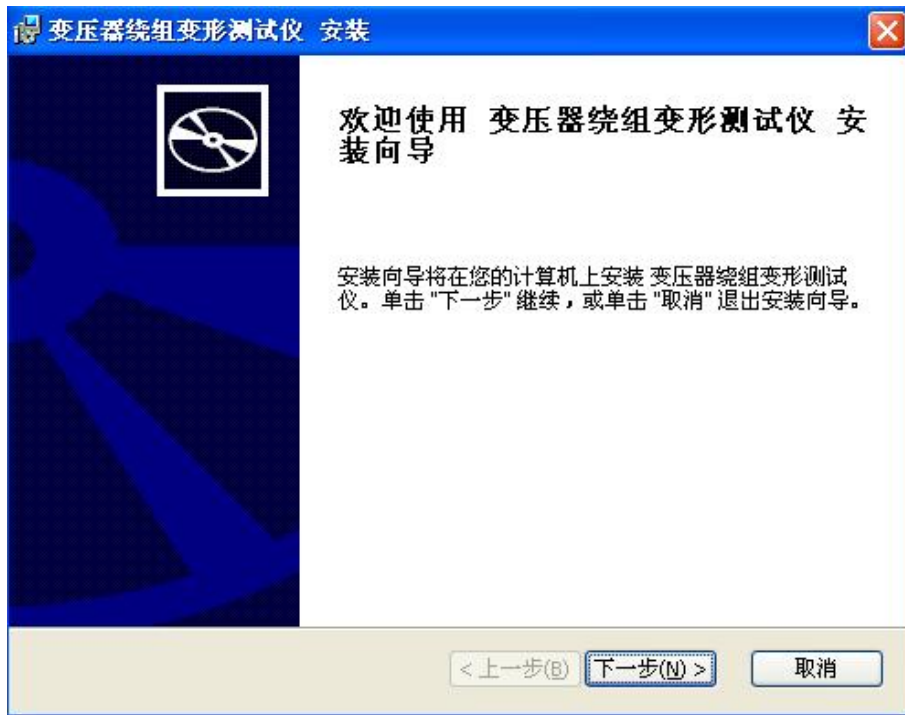 变压器绕组变形测试仪 安装
欢迎使用 变压器绕组变形测试仪 安
装向导
安装向导将在您的计算机上安装 变压器绕组变形测试
仪。单击 "下一步" 继续，或单击 "取消" 退出安装向导。
< 上一步(B) 下一步(N) > 取消